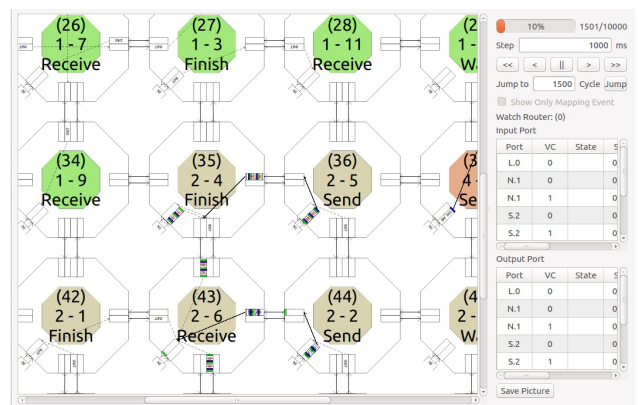 (26)
1 - 7
Receive
(27)
1 - 3
Finish
(28)
1 - 11
Receive
(34)
1 - 9
Receive
(35)
2 - 4
Finish
(36)
2 - 5
Send
(42)
2 - 1
Finish
(43)
2 - 6
Receive
(44)
2 - 2
Send
10% 1501/10000
Step 1000 ms
<< < || > >>
Jump to 1500 Cycle Jump
Show Only Mapping Event
Watch Router: (0)
Input Port
Port VC State S
L.0 0 0
N.1 0 0
N.1 1 0
S.2 0 0
S.2 1 0
Output Port
Port VC State S
L.0 0 0
N.1 0 0
N.1 1 0
S.2 0 0
S.2 1 0
Save Picture